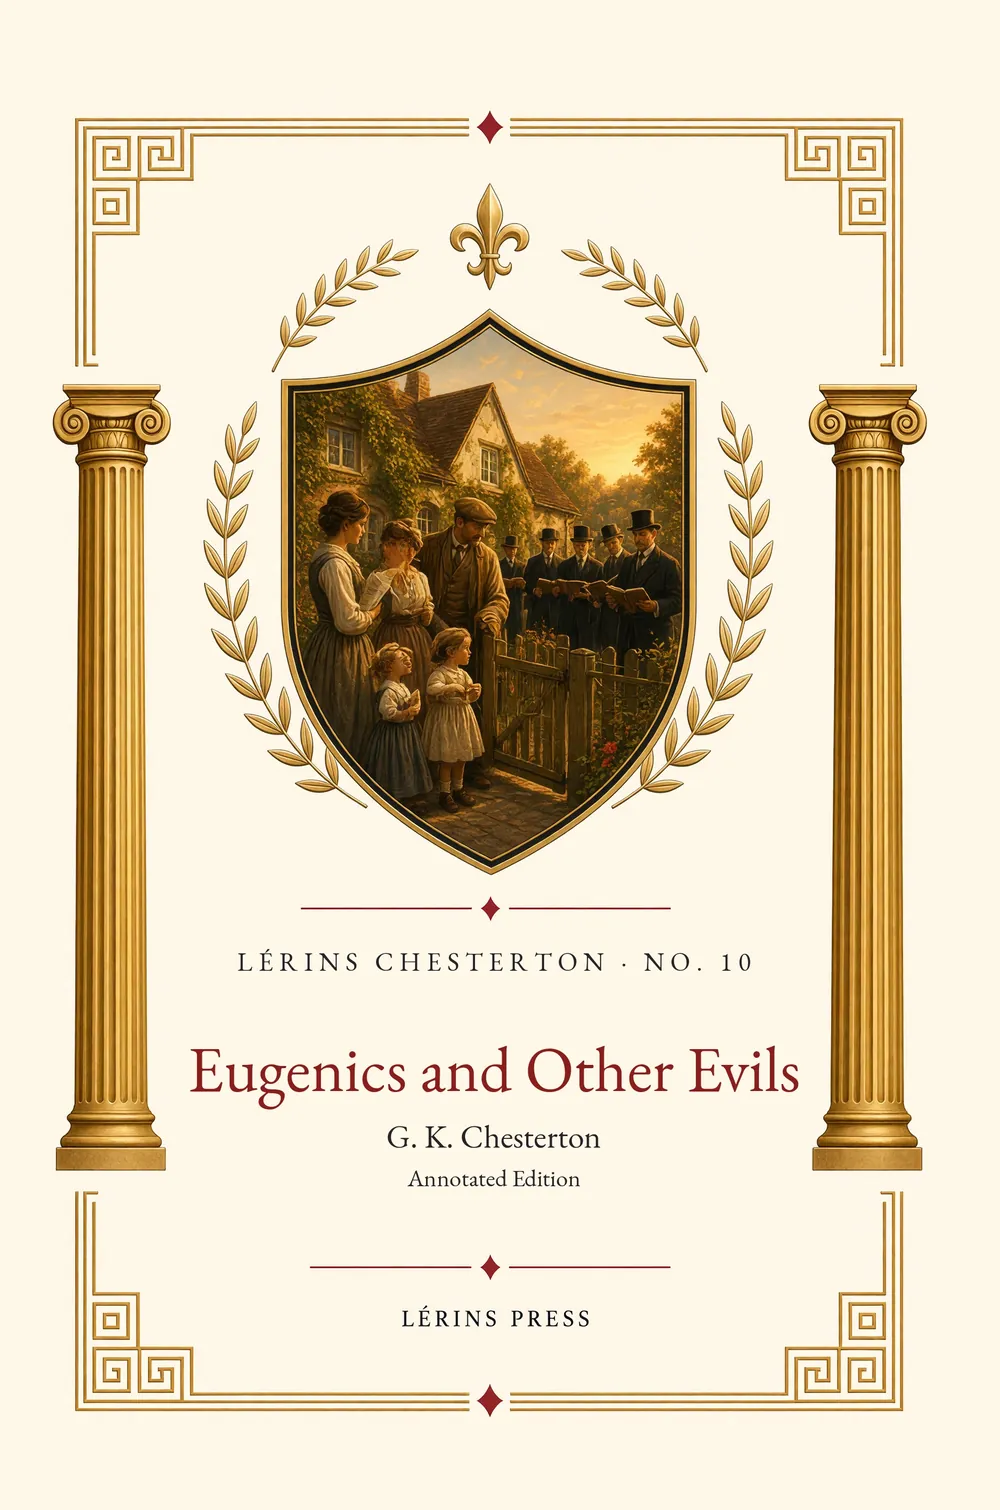 LÉRINS CHESTERTON · NO. 10
Eugenics and Other Evils
G. K. Chesterton
Annotated Edition
LÉRINS PRESS